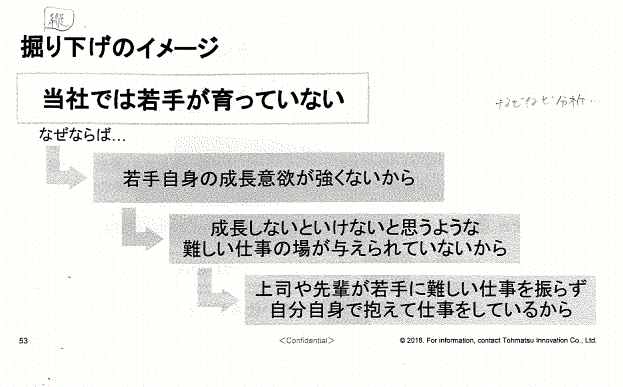 縦
掘り下げのイメージ
当社では若手が育っていない
なぜなぜ分析…
なぜならば…
若手自身の成長意欲が強くないから
成長しないといけないと思うような
難しい仕事の場が与えられていないから
上司や先輩が若手に難しい仕事を振らず
自分自身で抱えて仕事をしているから
53
＜Confidential＞
© 2018. For information, contact Tohmatsu Innovation Co., Ltd.